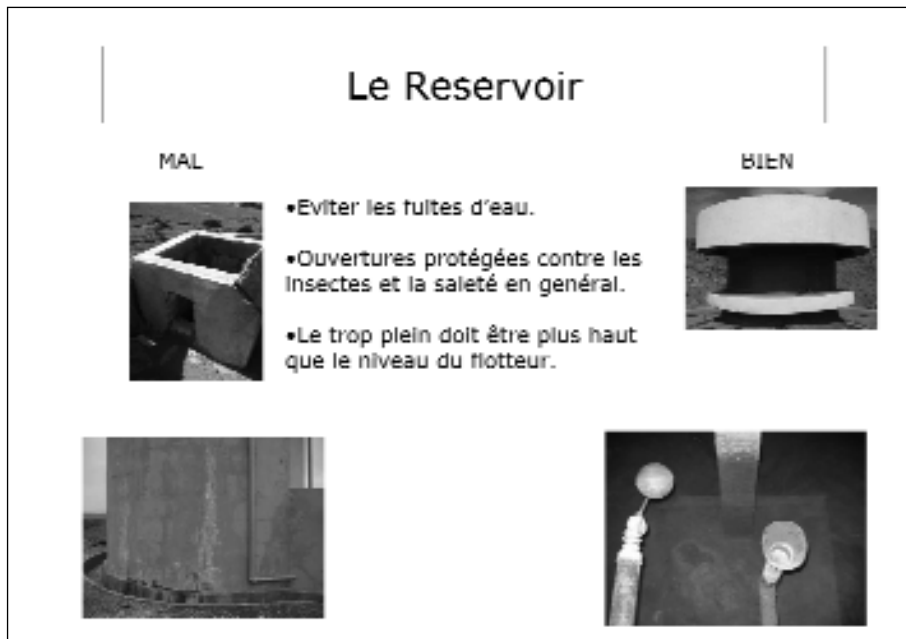 Le Reservoir
MAL
BIEN
•Eviter les fuites d'eau.
•Ouvertures protégées contre les
insectes et la saleté en général.
•Le trop plein doit être plus haut
que le niveau du flotteur.